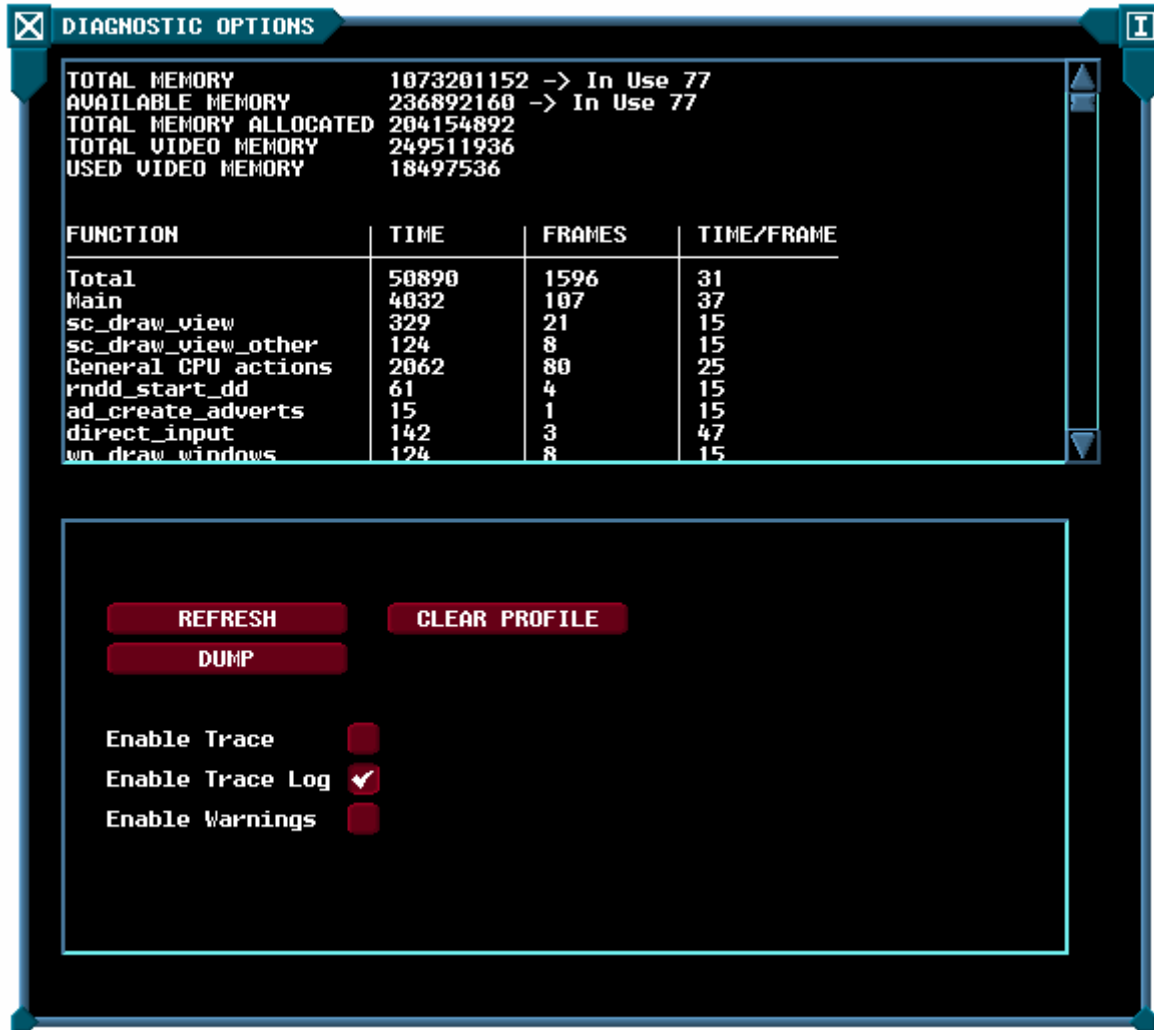 DIAGNOSTIC OPTIONS
I
TOTAL MEMORY 1073201152 -> In Use 77
AVAILABLE MEMORY 236892160 -> In Use 77
TOTAL MEMORY ALLOCATED 204154892
TOTAL VIDEO MEMORY 249511936
USED VIDEO MEMORY 18497536
FUNCTION TIME FRAMES TIME/FRAME
Total 50890 1596 31
Main 4032 107 37
sc_draw_view 329 21 15
sc_draw_view_other 124 8 15
General CPU actions 2062 80 25
rndd_start_dd 61 4 15
ad_create_adverts 15 1 15
direct_input 142 3 47
wn_draw_windows 124 8 15
REFRESH CLEAR PROFILE
DUMP
Enable Trace
Enable Trace Log
Enable Warnings